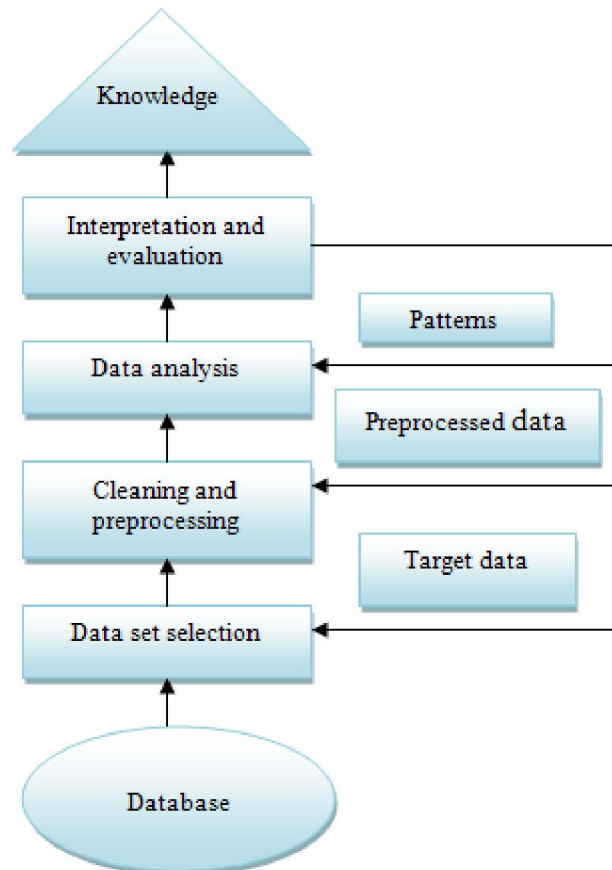 Knowledge
Interpretation and
evaluation
Patterns
Data analysis
Preprocessed data
Cleaning and
preprocessing
Target data
Data set selection
Database